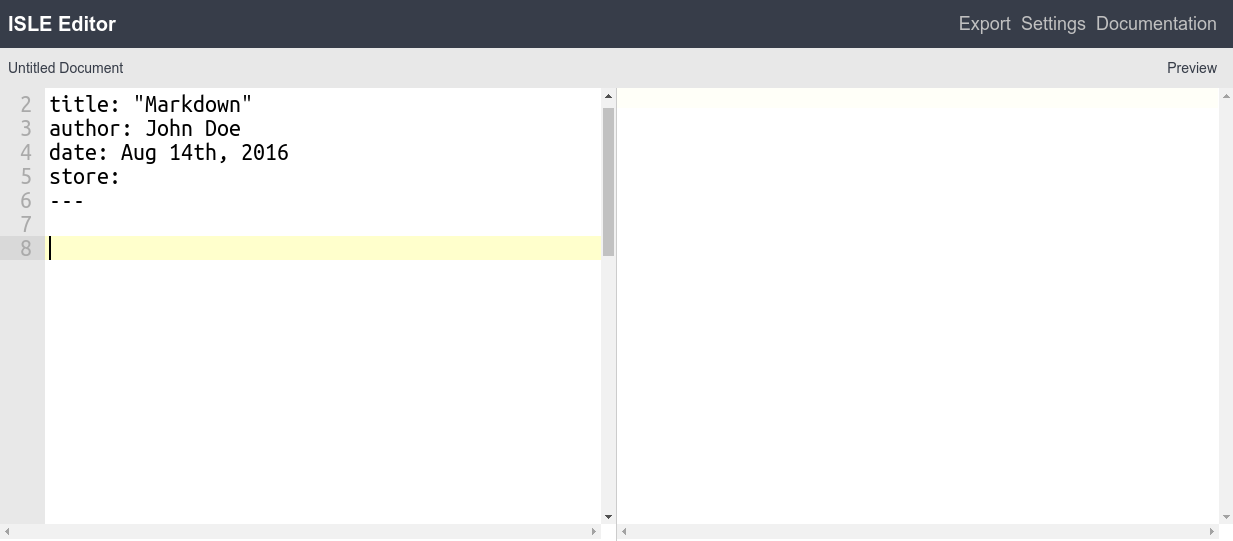 ISLE Editor
Export Settings Documentation
Untitled Document
Preview
2 title: "Markdown"
3 author: John Doe
4 date: Aug 14th, 2016
5 store:
6 ---
7
8